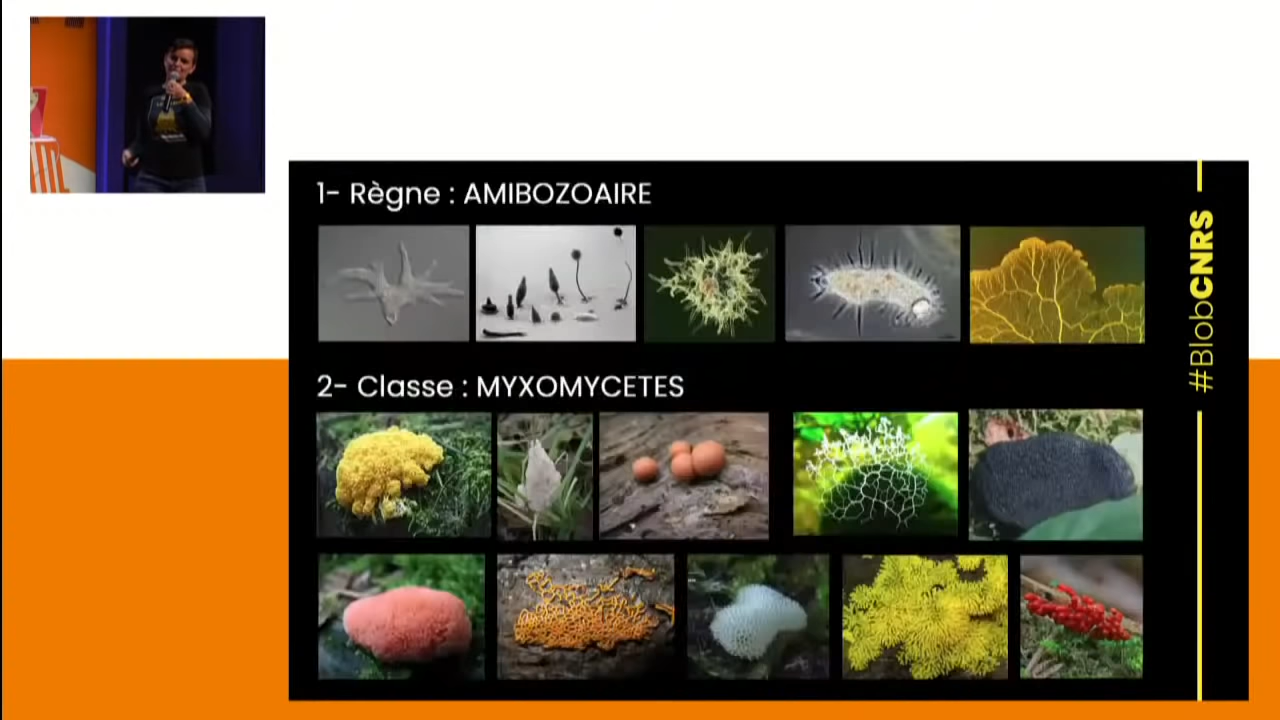 1- Règne : AMIBOZOAIRE
2- Classe : MYXOMYCETES
#BlobCNRS